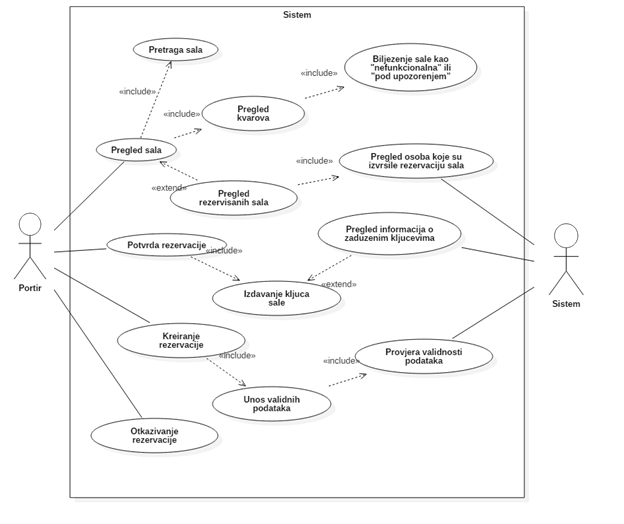 Sistem
Pretraga sala
«include»
Biljezenje sale kao
"nefunkcionalna" ili
"pod upozorenjem"
«include»
Pregled
kvarova
«include»
Pregled sala
«include»
Pregled osoba koje su
izvrsile rezervaciju sala
«extend»
Pregled
rezervisanih sala
Portir
Potvrda rezervacije
«include»
Pregled informacija o
zaduzenim kljucevima
Sistem
«extend»
Izdavanje kljuca
sale
Kreiranje
rezervacije
«include»
«include»
Provjera validnosti
podataka
Unos validnih
podataka
Otkazivanje
rezervacije